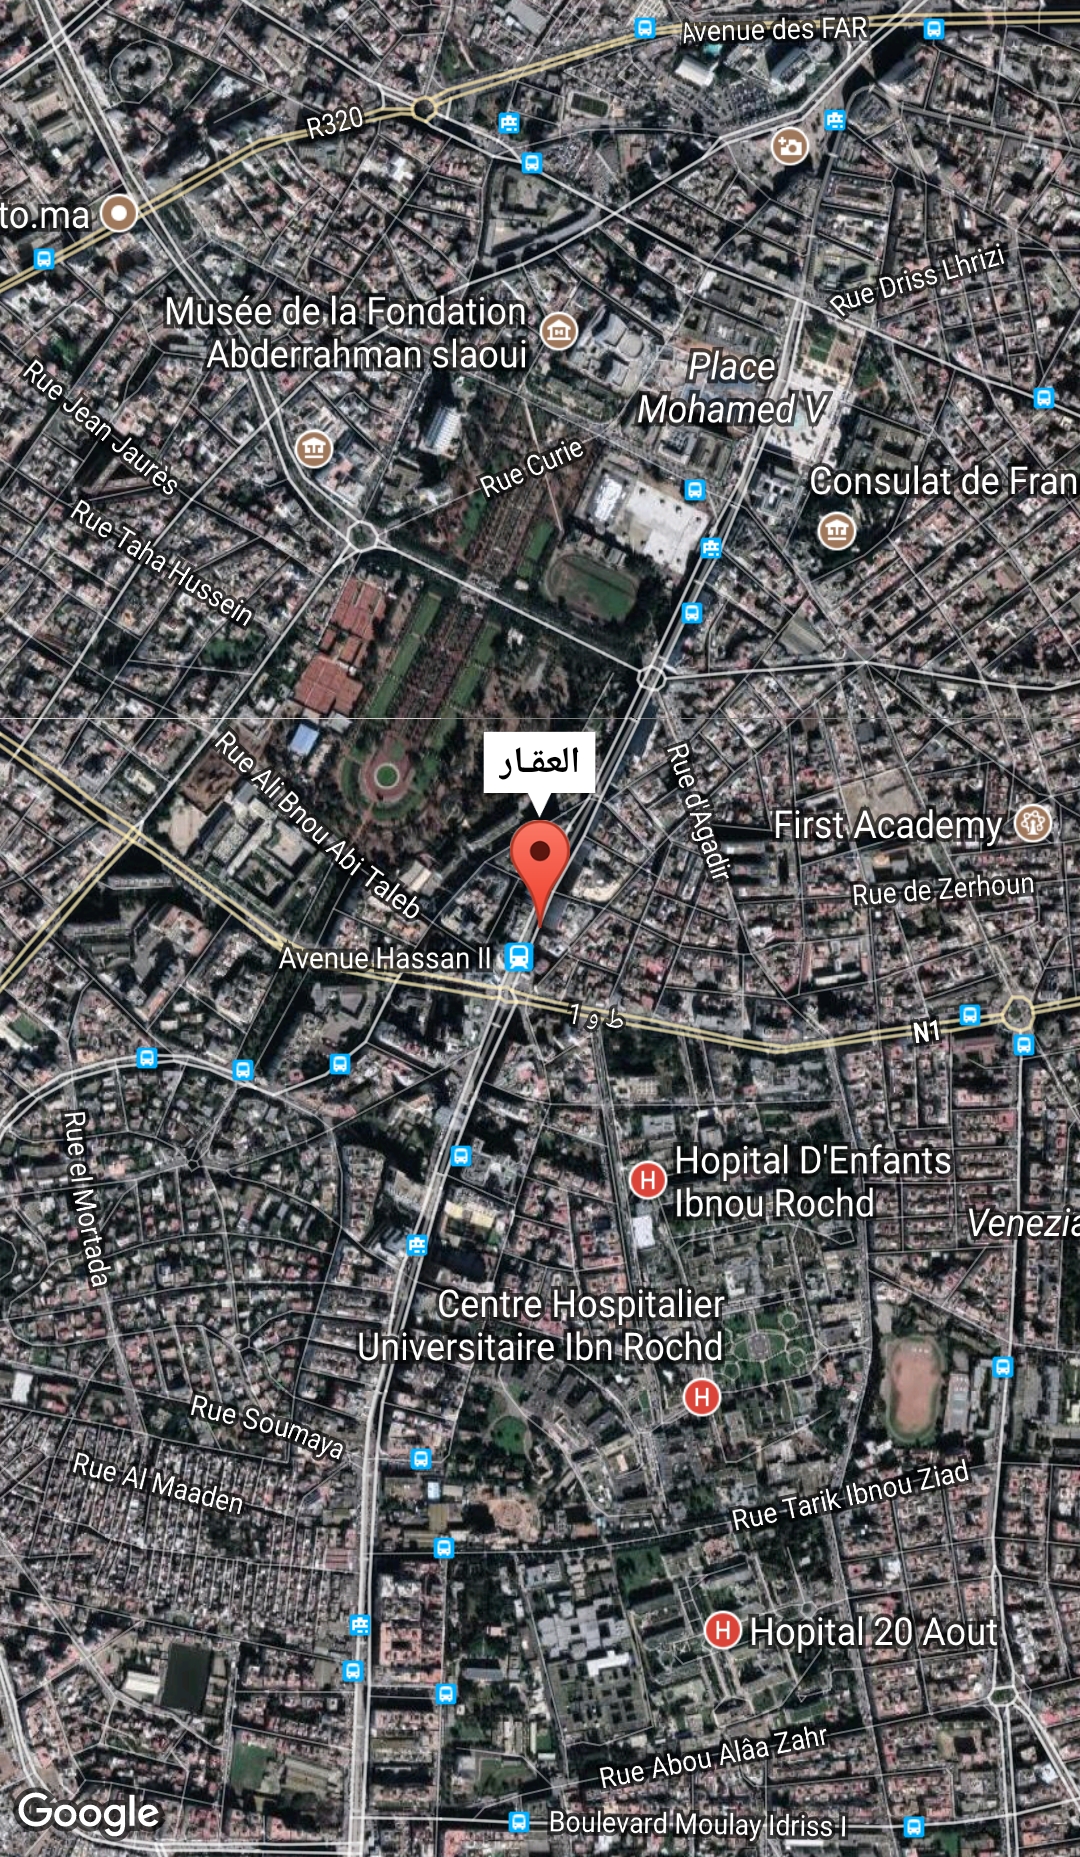 Avenue des FAR
R320
to.ma
Rue Driss Lhrizi
Musée de la Fondation
Abderrahman slaoui
Place
Mohamed V
Rue Jean Jaurès
Rue Curie
Consulat de Fran
Rue Taha Hussein
العقار
Rue Ali Bnou Abi Taleb
Rue d'Agadir
First Academy
Rue de Zerhoun
Avenue Hassan II
ط و 1
N1
Rue el Mortada
Hopital D'Enfants
Ibnou Rochd
Venezia
Centre Hospitalier
Universitaire Ibn Rochd
Rue Soumaya
Rue Al Maaden
Rue Tarik Ibnou Ziad
Hopital 20 Aout
Rue Abou Alâa Zahr
Google
Boulevard Moulay Idriss I